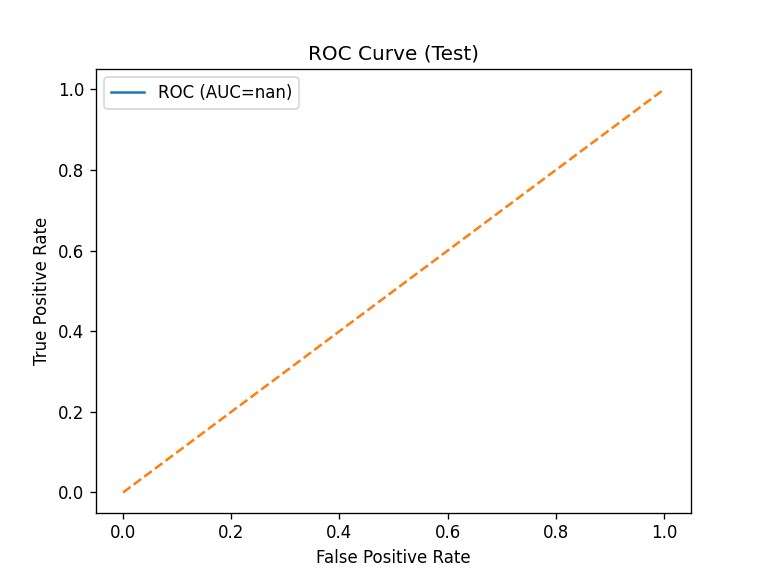 ROC Curve (Test)
ROC (AUC=nan)
True Positive Rate
1.0
0.8
0.6
0.4
0.2
0.0
0.0 0.2 0.4 0.6 0.8 1.0
False Positive Rate